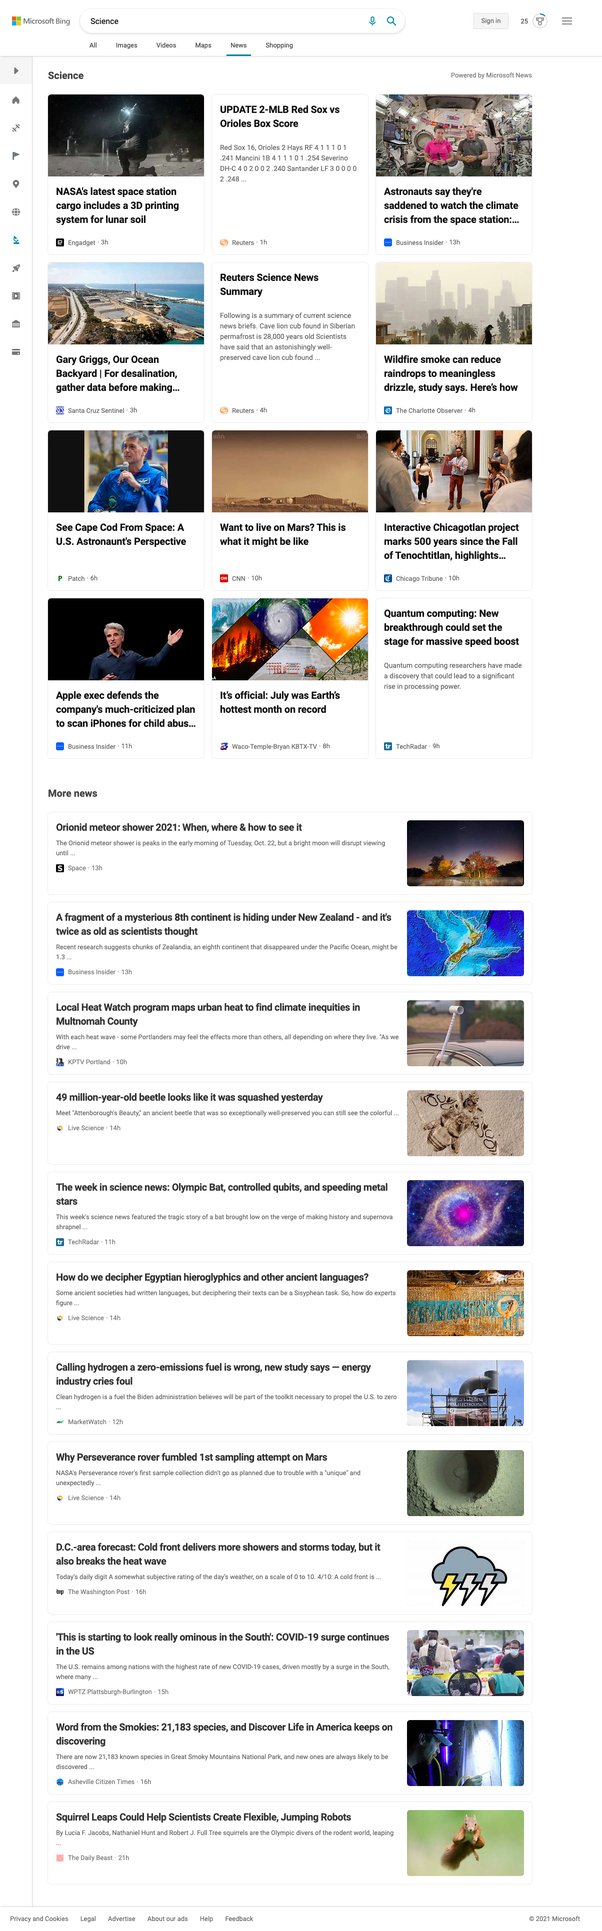 Microsoft Bing
Science
Sign in
25
All Images Videos Maps News Shopping
Science
Powered by Microsoft News
NASA's latest space station
cargo includes a 3D printing
system for lunar soil
Engadget · 3h
UPDATE 2-MLB Red Sox vs
Orioles Box Score
Red Sox 16, Orioles 2 Hays RF 4 1 1 1 0 1
.241 Mancini 1B 4 1 1 1 0 1 .254 Severino
DH-C 4 0 2 0 0 2 .240 Santander LF 3 0 0 0 0
2 .248 ...
Reuters · 1h
Astronauts say they're
saddened to watch the climate
crisis from the space station:...
Business Insider · 13h
Gary Griggs, Our Ocean
Backyard | For desalination,
gather data before making...
Santa Cruz Sentinel · 3h
Reuters Science News
Summary
Following is a summary of current science
news briefs. Cave lion cub found in Siberian
permafrost is 28,000 years old Scientists
have said that an astonishingly well-
preserved cave lion cub found ...
Reuters · 4h
Wildfire smoke can reduce
raindrops to meaningless
drizzle, study says. Here's how
The Charlotte Observer · 4h
See Cape Cod From Space: A
U.S. Astronaut's Perspective
Patch · 6h
Want to live on Mars? This is
what it might be like
CNN · 10h
Interactive Chicagotlan project
marks 500 years since the Fall
of Tenochtitlan, highlights...
Chicago Tribune · 10h
Apple exec defends the
company's much-criticized plan
to scan iPhones for child abus...
Business Insider · 11h
It's official: July was Earth's
hottest month on record
Waco-Temple-Bryan KBTX-TV · 8h
Quantum computing: New
breakthrough could set the
stage for massive speed boost
Quantum computing researchers have made
a discovery that could lead to a significant
rise in processing power.
TechRadar · 9h
More news
Orionid meteor shower 2021: When, where & how to see it
The Orionid meteor shower is peaks in the early morning of Tuesday, Oct. 22, but a bright moon will disrupt viewing
until ...
Space · 13h
A fragment of a mysterious 8th continent is hiding under New Zealand - and it's
twice as old as scientists thought
Recent research suggests chunks of Zealandia, an eighth continent that disappeared under the Pacific Ocean, might be
1.3 ...
Business Insider · 13h
Local Heat Watch program maps urban heat to find climate inequities in
Multnomah County
With each heat wave - some Portlanders may feel the effects more than others, all depending on where they live. "As we
drive ...
KPTV Portland · 10h
49 million-year-old beetle looks like it was squashed yesterday
Meet "Attenborough's Beauty," an ancient beetle that was so exceptionally well-preserved you can still see the colorful ...
Live Science · 14h
The week in science news: Olympic Bat, controlled qubits, and speeding metal
stars
This week's science news featured the tragic story of a bat brought low on the verge of making history and supernova
shrapnel ...
TechRadar · 11h
How do we decipher Egyptian hieroglyphics and other ancient languages?
Some ancient societies had written languages, but deciphering their texts can be a Sisyphean task. So, how do experts
figure ...
Live Science · 14h
Calling hydrogen a zero-emissions fuel is wrong, new study says — energy
industry cries foul
Clean hydrogen is a fuel the Biden administration believes will be part of the toolkit necessary to propel the U.S. to zero
...
MarketWatch · 12h
Why Perseverance rover fumbled 1st sampling attempt on Mars
NASA's Perseverance rover's first sample collection didn't go as planned due to trouble with a "unique" and
unexpectedly ...
Live Science · 14h
D.C.-area forecast: Cold front delivers more showers and storms today, but it
also breaks the heat wave
Today's daily digit A somewhat subjective rating of the day's weather, on a scale of 0 to 10. 4/10: A cold front is ...
The Washington Post · 16h
'This is starting to look really ominous in the South': COVID-19 surge continues
in the US
The U.S. remains among nations with the highest rate of new COVID-19 cases, driven mostly by a surge in the South,
where many ...
WPTZ Plattsburgh-Burlington · 15h
Word from the Smokies: 21,183 species, and Discover Life in America keeps on
discovering
There are now 21,183 known species in Great Smoky Mountains National Park, and new ones are always likely to be
discovered ...
Asheville Citizen Times · 16h
Squirrel Leaps Could Help Scientists Create Flexible, Jumping Robots
By Lucia F. Jacobs, Nathaniel Hunt and Robert J. Full Tree squirrels are the Olympic divers of the rodent world, leaping
...
The Daily Beast · 21h
Privacy and Cookies Legal Advertise About our ads Help Feedback © 2021 Microsoft